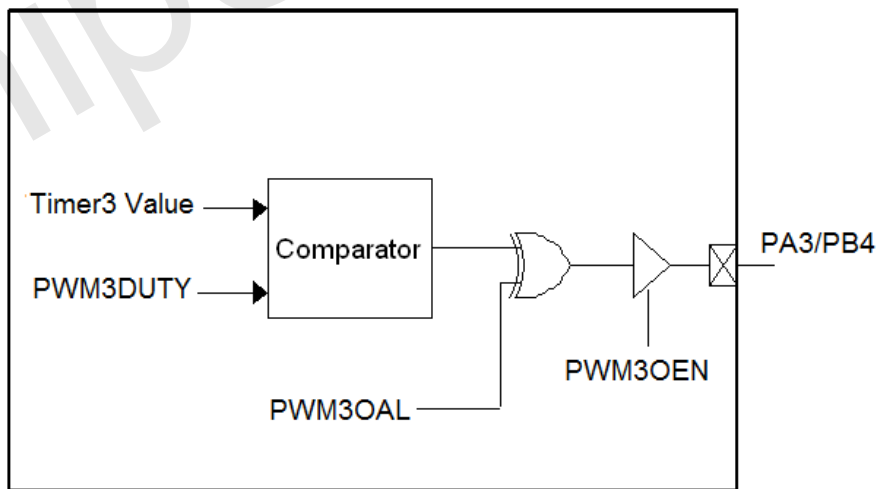 Timer3 Value
Comparator
PWM3DUTY
PA3/PB4
PWM3OEN
PWM3OAL